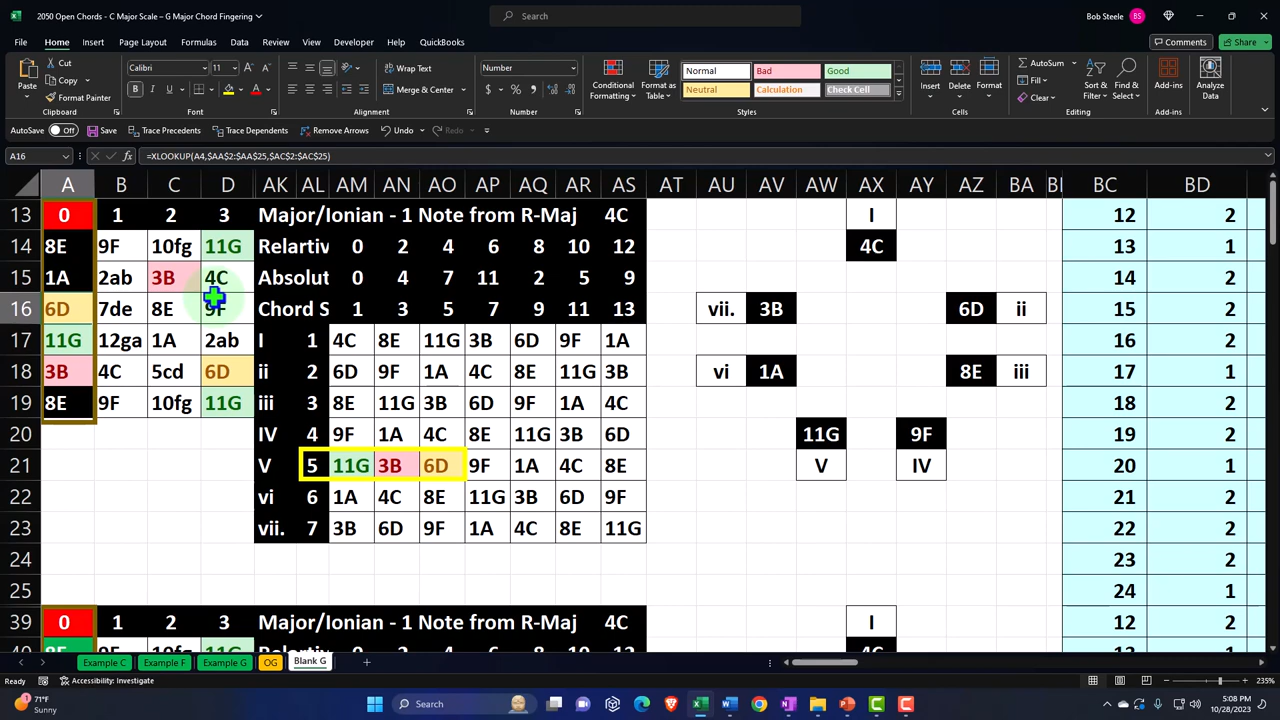 2050 Open Chords - C Major Scale – G Major Chord Fingering
Search
Bob Steele BS
File Home Insert Page Layout Formulas Data Review View Developer Help QuickBooks Comments Share
Cut
Copy
Format Painter
Paste
Clipboard
Calibri 11
Font
Wrap Text
Merge & Center
Alignment
Number
Number
Conditional Formatting
Format as Table
Normal Bad Good
Neutral Calculation Check Cell
Styles
Insert Delete Format
Cells
AutoSum
Fill
Clear
Sort & Filter
Find & Select
Editing
Add-ins
Add-ins
Analyze Data
AutoSave Off Save Trace Precedents Trace Dependents Remove Arrows Undo Redo
A16 =XLOOKUP(A4,$AA$2:$AA$25,$AC$2:$AC$25)
A B C D AK AL AM AN AO AP AQ AR AS AT AU AV AW AX AY AZ BA BC BD
13 0 1 2 3 Major/Ionian - 1 Note from R-Maj 4C I 12 2
14 8E 9F 10fg 11G Relartiv 0 2 4 6 8 10 12 4C 13 1
15 1A 2ab 3B 4C Absolut 0 4 7 11 2 5 9 14 2
16 6D 7de 8E 9F Chord S 1 3 5 7 9 11 13 vii. 3B 6D ii 15 2
17 11G 12ga 1A 2ab I 1 4C 8E 11G 3B 6D 9F 1A 16 2
18 3B 4C 5cd 6D ii 2 6D 9F 1A 4C 8E 11G 3B vi 1A 8E iii 17 1
19 8E 9F 10fg 11G iii 3 8E 11G 3B 6D 9F 1A 4C 18 2
20 IV 4 9F 1A 4C 8E 11G 3B 6D 11G 9F 19 2
21 V 5 11G 3B 6D 9F 1A 4C 8E V IV 20 1
22 vi 6 1A 4C 8E 11G 3B 6D 9F 21 2
23 vii. 7 3B 6D 9F 1A 4C 8E 11G 22 2
24 23 2
25 24 1
39 0 1 2 3 Major/Ionian - 1 Note from R-Maj 4C I 12 2
Example C Example F Example G OG Blank G
Ready Accessibility: Investigate 235%
71°F
Sunny
Search
5:08 PM
10/28/2023